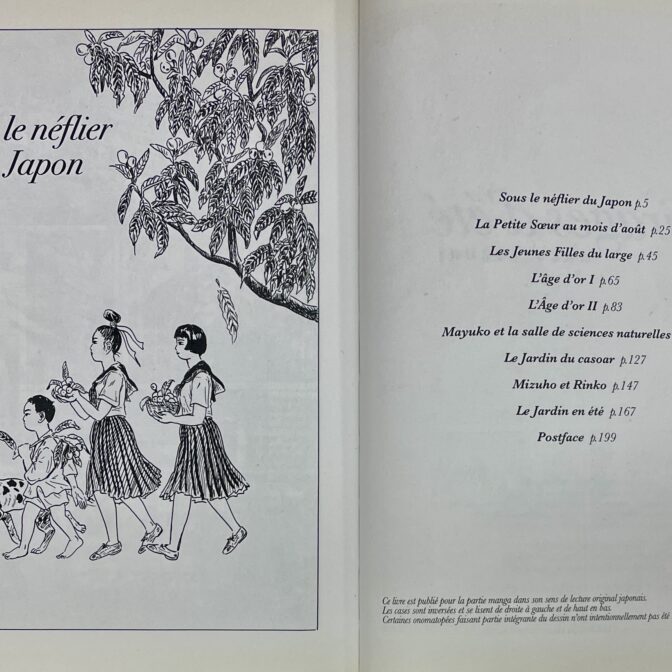 le néflier
Japon
Sous le néflier du Japon p.5
La Petite Sœur au mois d'août p.25
Les Jeunes Filles du large p.45
L'âge d'or I p.65
L'Âge d'or II p.83
Mayuko et la salle de sciences naturelles
Le Jardin du casoar p.127
Mizuho et Rinko p.147
Le Jardin en été p.167
Postface p.199
Ce livre est publié pour la partie manga dans son sens de lecture original japonais.
Les cases sont inversées et se lisent de droite à gauche et de haut en bas.
Certaines onomatopées faisant partie intégrante du dessin n'ont intentionnellement pas été